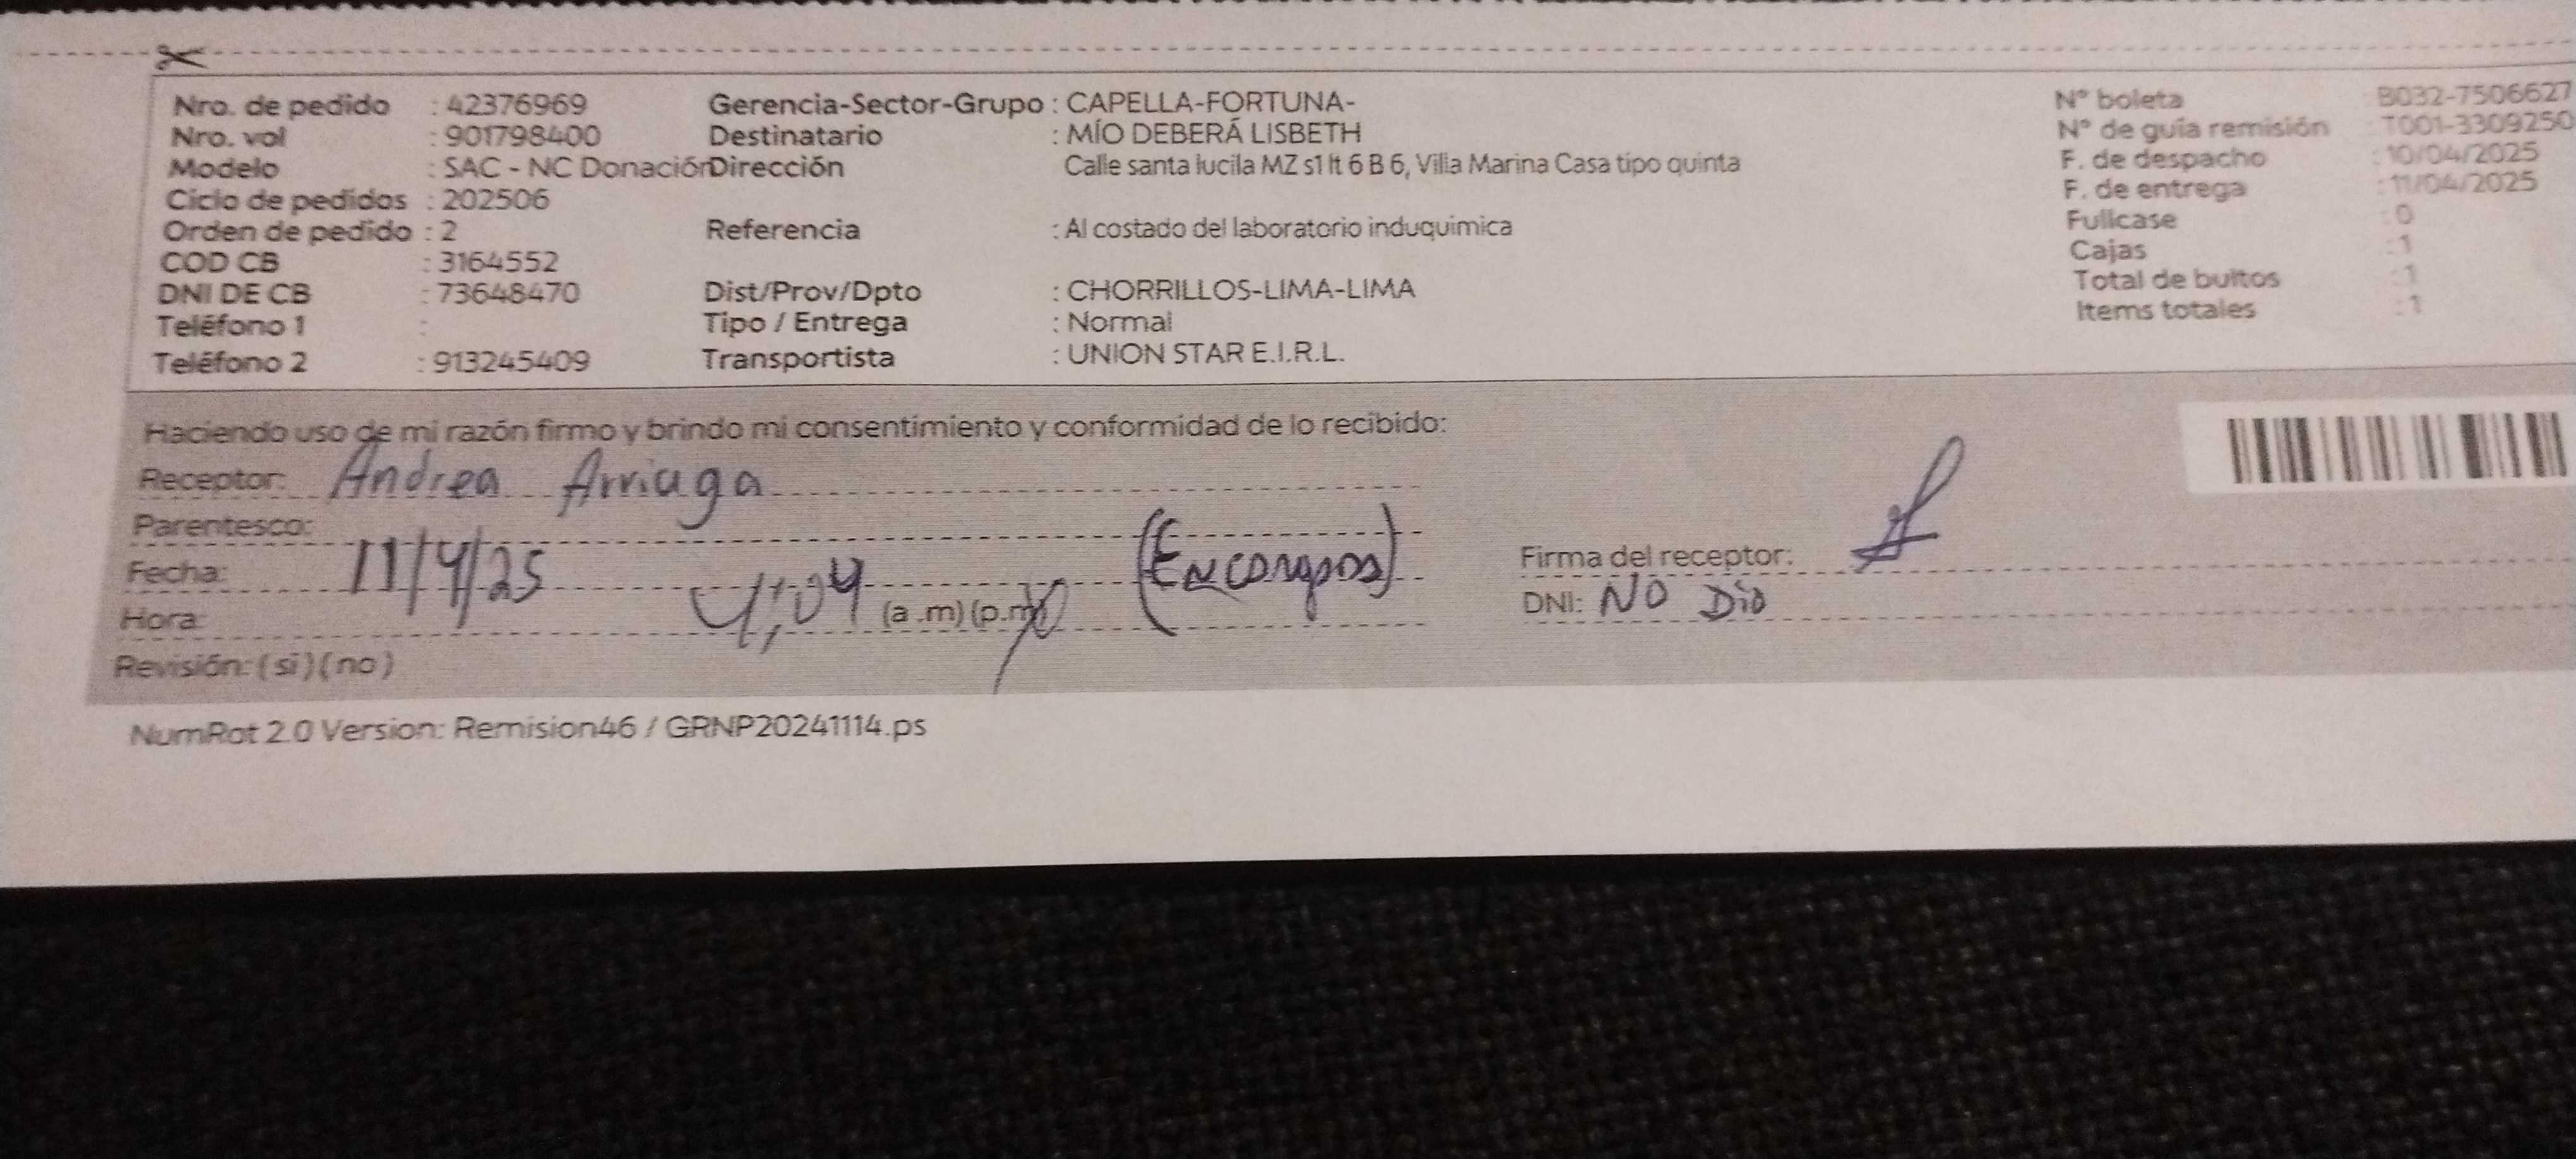 Nro. de pedido : 42376969 Gerencia-Sector-Grupo : CAPELLA-FORTUNA- N° boleta : B032-7506627
Nro. vol : 901798400 Destinatario : MÍO DEBERÁ LISBETH N° de guía remisión : T001-3309250
Modelo : SAC - NC Donación Dirección Calle santa lucila MZ s1 lt 6 B 6, Villa Marina Casa tipo quinta F. de despacho : 10/04/2025
Ciclo de pedidos : 202506 F. de entrega : 11/04/2025
Orden de pedido : 2 Referencia : Al costado del laboratorio induquimica Fullcase : 0
COD CB : 3164552 Cajas : 1
DNI DE CB : 73648470 Dist/Prov/Dpto : CHORRILLOS-LIMA-LIMA Total de bultos : 1
Teléfono 1 : Tipo / Entrega : Normal Items totales : 1
Teléfono 2 : 913245409 Transportista : UNION STAR E.I.R.L.
Haciendo uso de mi razón firmo y brindo mi consentimiento y conformidad de lo recibido:
Receptor: Andrea Arriaga
Parentesco:
Fecha: 11/4/25 (Encargos) Firma del receptor:
Hora: 4:04 (a.m) (p.m) DNI: NO Dio
Revisión: (si) (no)
NumRot 2.0 Version: Remision46 / GRNP20241114.ps